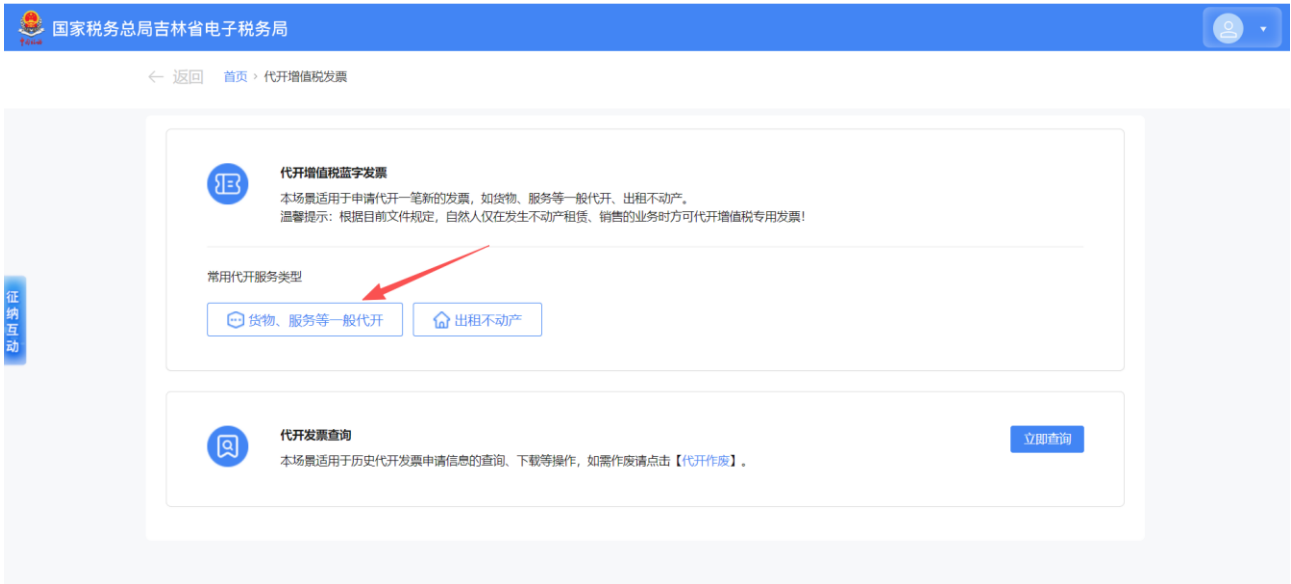 国家税务总局吉林省电子税务局
← 返回 首页 › 代开增值税发票
代开增值税蓝字发票
本场景适用于申请代开一笔新的发票，如货物、服务等一般代开、出租不动产。
温馨提示：根据目前文件规定，自然人仅在发生不动产租赁、销售的业务时方可代开增值税专用发票！
常用代开服务类型
货物、服务等一般代开 出租不动产
征纳互动
代开发票查询
立即查询
本场景适用于历史代开发票申请信息的查询、下载等操作，如需作废请点击【代开作废】。